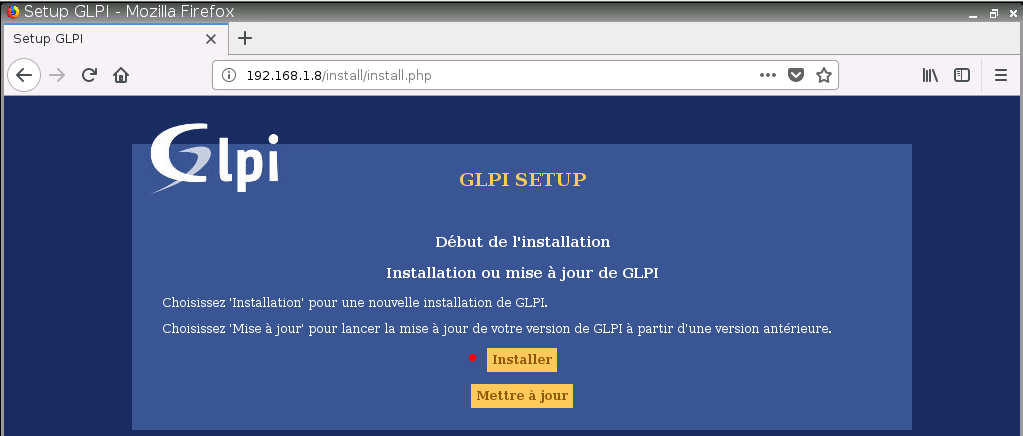 Setup GLPI - Mozilla Firefox
Setup GLPI
192.168.1.8/install/install.php
Glpi
GLPI SETUP
Début de l'installation
Installation ou mise à jour de GLPI
Choisissez 'Installation' pour une nouvelle installation de GLPI.
Choisissez 'Mise à jour' pour lancer la mise à jour de votre version de GLPI à partir d'une version antérieure.
Installer
Mettre à jour